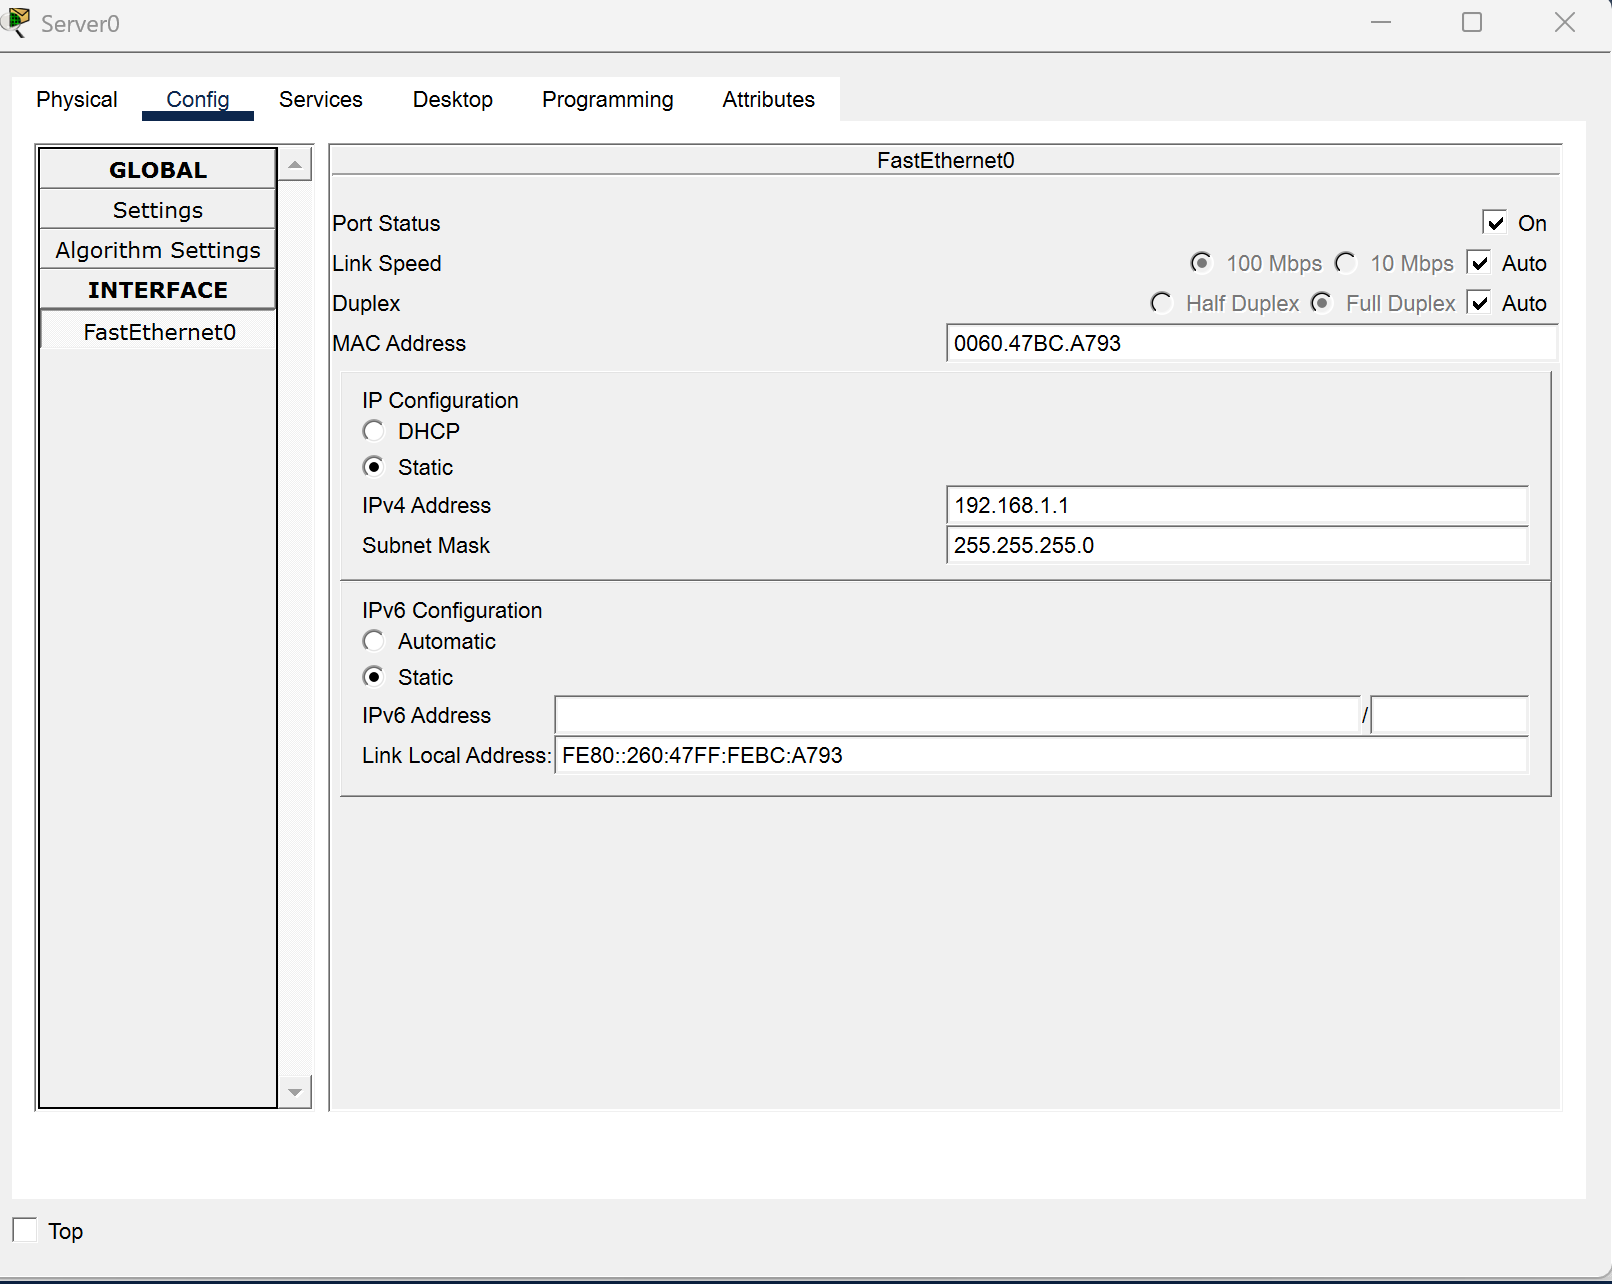 Server0
Physical Config Services Desktop Programming Attributes
GLOBAL
Settings
Algorithm Settings
INTERFACE
FastEthernet0
FastEthernet0
Port Status On
Link Speed 100 Mbps 10 Mbps Auto
Duplex Half Duplex Full Duplex Auto
MAC Address 0060.47BC.A793
IP Configuration
DHCP
Static
IPv4 Address 192.168.1.1
Subnet Mask 255.255.255.0
IPv6 Configuration
Automatic
Static
IPv6 Address /
Link Local Address: FE80::260:47FF:FEBC:A793
Top